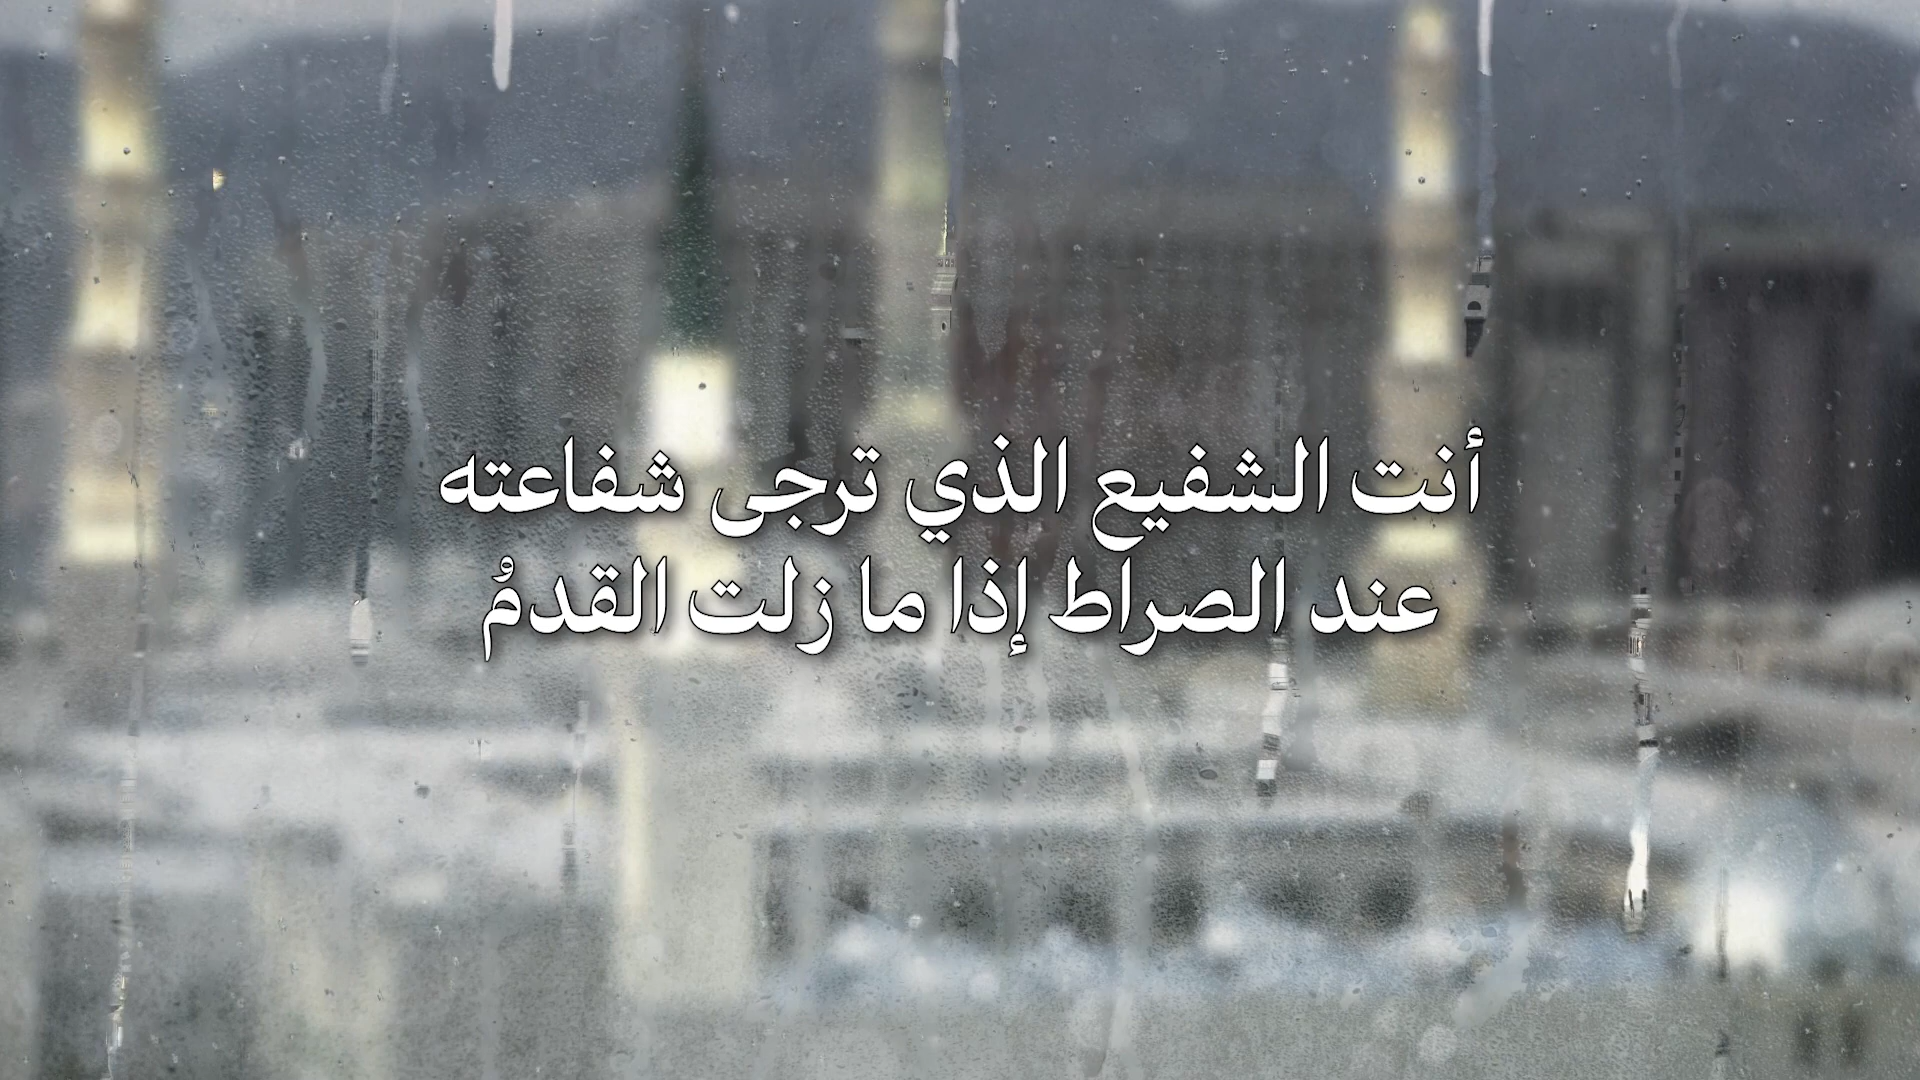 أنت الشفيع الذي ترجى شفاعته
عند الصراط إذا ما زلت القدمُ